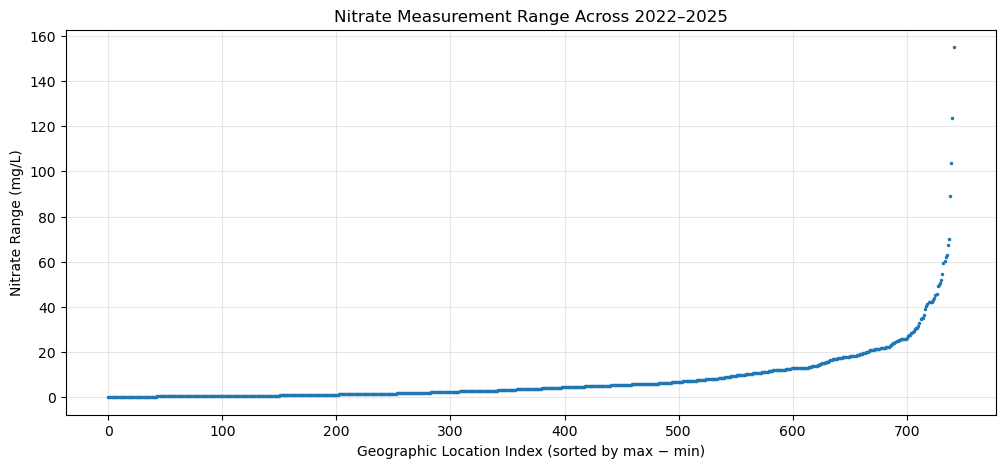 Nitrate Measurement Range Across 2022–2025
Nitrate Range (mg/L)
160
140
120
100
80
60
40
20
0
0 100 200 300 400 500 600 700
Geographic Location Index (sorted by max − min)